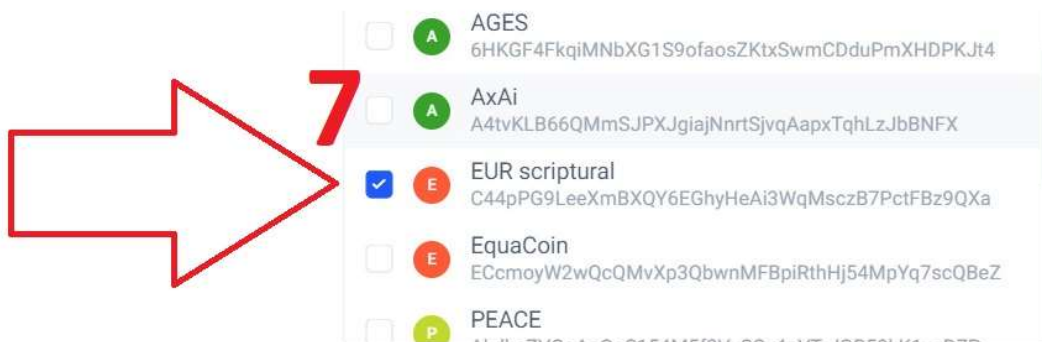 A
AGES
6HKGF4FkqiMNbXG1S9ofaosZKtxSwmCDduPmXHDPKJt4
7
A
AxAi
A4tvKLB66QMmSJPXJgiajNnrtSjvqAapxTqhLzJbBNFX
E
EUR scriptural
C44pPG9LeeXmBXQY6EGhyHeAi3WqMsczB7PctFBz9QXa
E
EquaCoin
ECcmoyW2wQcQMvXp3QbwnMFBpiRthHj54MpYq7scQBeZ
P
PEACE